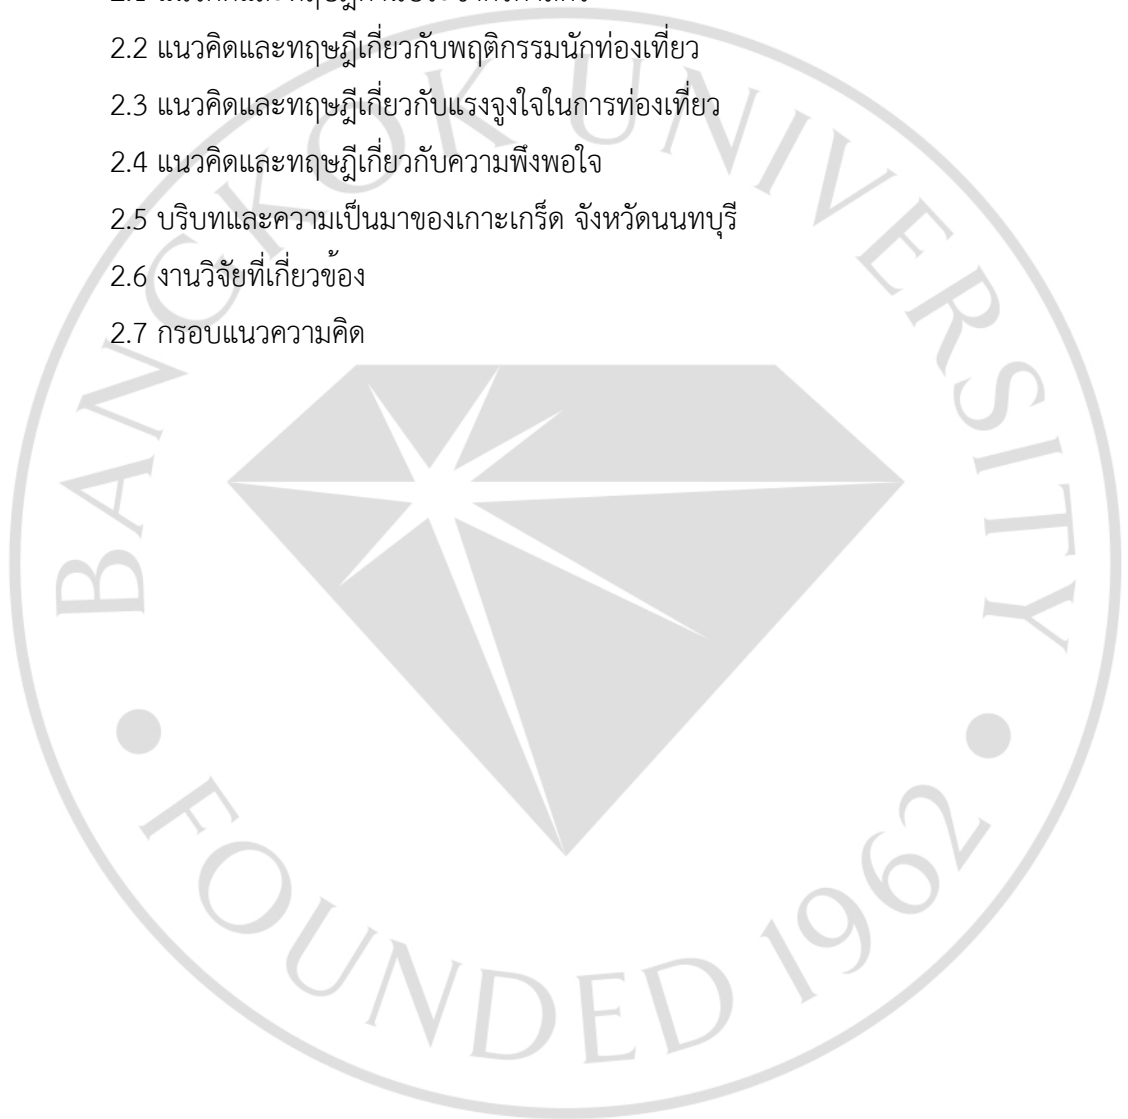 2.2 แนวคิดและทฤษฎีเกี่ยวกับพฤติกรรมนักท่องเที่ยว
2.3 แนวคิดและทฤษฎีเกี่ยวกับแรงจูงใจในการท่องเที่ยว
2.4 แนวคิดและทฤษฎีเกี่ยวกับความพึงพอใจ
2.5 บริบทและความเป็นมาของเกาะเกร็ด จังหวัดนนทบุรี
2.6 งานวิจัยที่เกี่ยวข้อง
2.7 กรอบแนวความคิด
BANGKOK UNIVERSITY
FOUNDED 1962